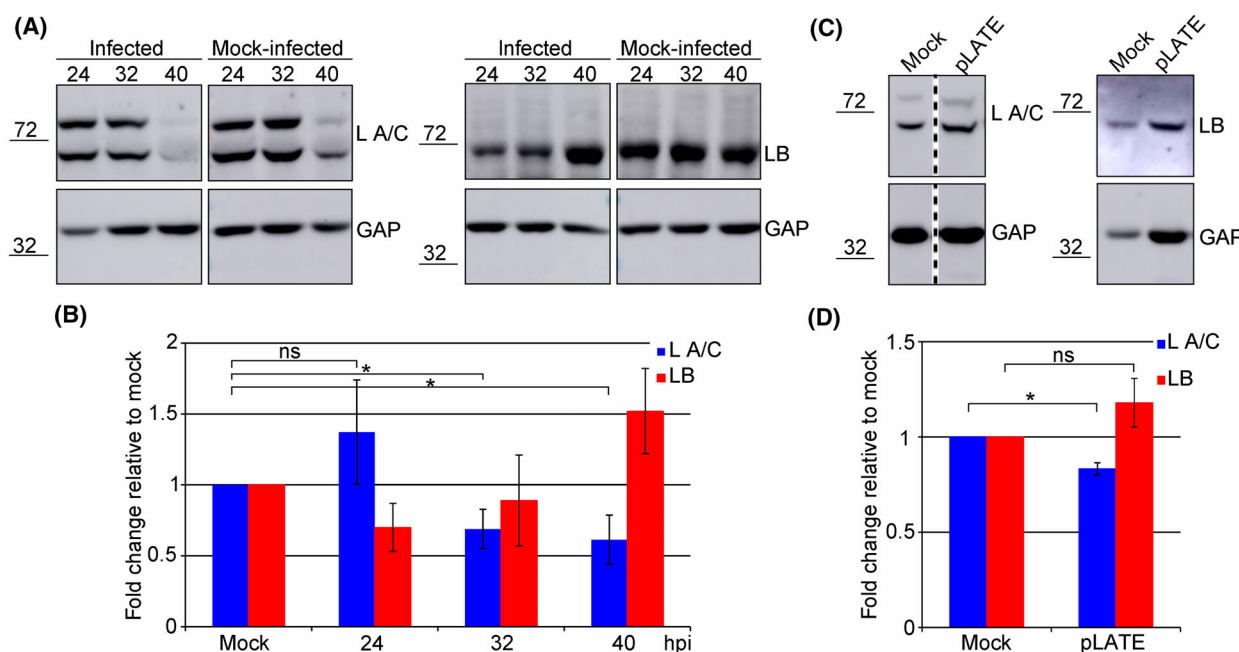 (A)
Infected Mock-infected
24 32 40 24 32 40
72
L A/C
32
GAP
Infected Mock-infected
24 32 40 24 32 40
72
LB
32
GAP
(C)
Mock pLATE
72
L A/C
32
GAP
Mock pLATE
72
LB
32
GAP
(B)
Fold change relative to mock
2
1.5
1
0.5
0
ns
*
*
L A/C
LB
Mock 24 32 40 hpi
(D)
Fold change relative to mock
1.5
1
0.5
0
ns
*
L A/C
LB
Mock pLATE